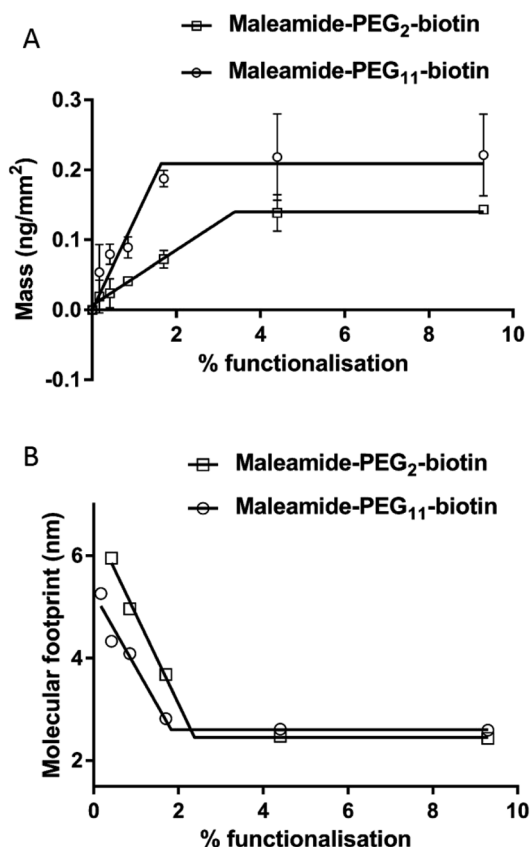 A
Maleamide-PEG₂-biotin
Maleamide-PEG₁₁-biotin
0.3
0.2
0.1
0.0
-0.1
2
4
6
8
10
Mass (ng/mm²)
% functionalisation
B
Maleamide-PEG₂-biotin
Maleamide-PEG₁₁-biotin
6
4
2
0
2
4
6
8
10
Molecular footprint (nm)
% functionalisation